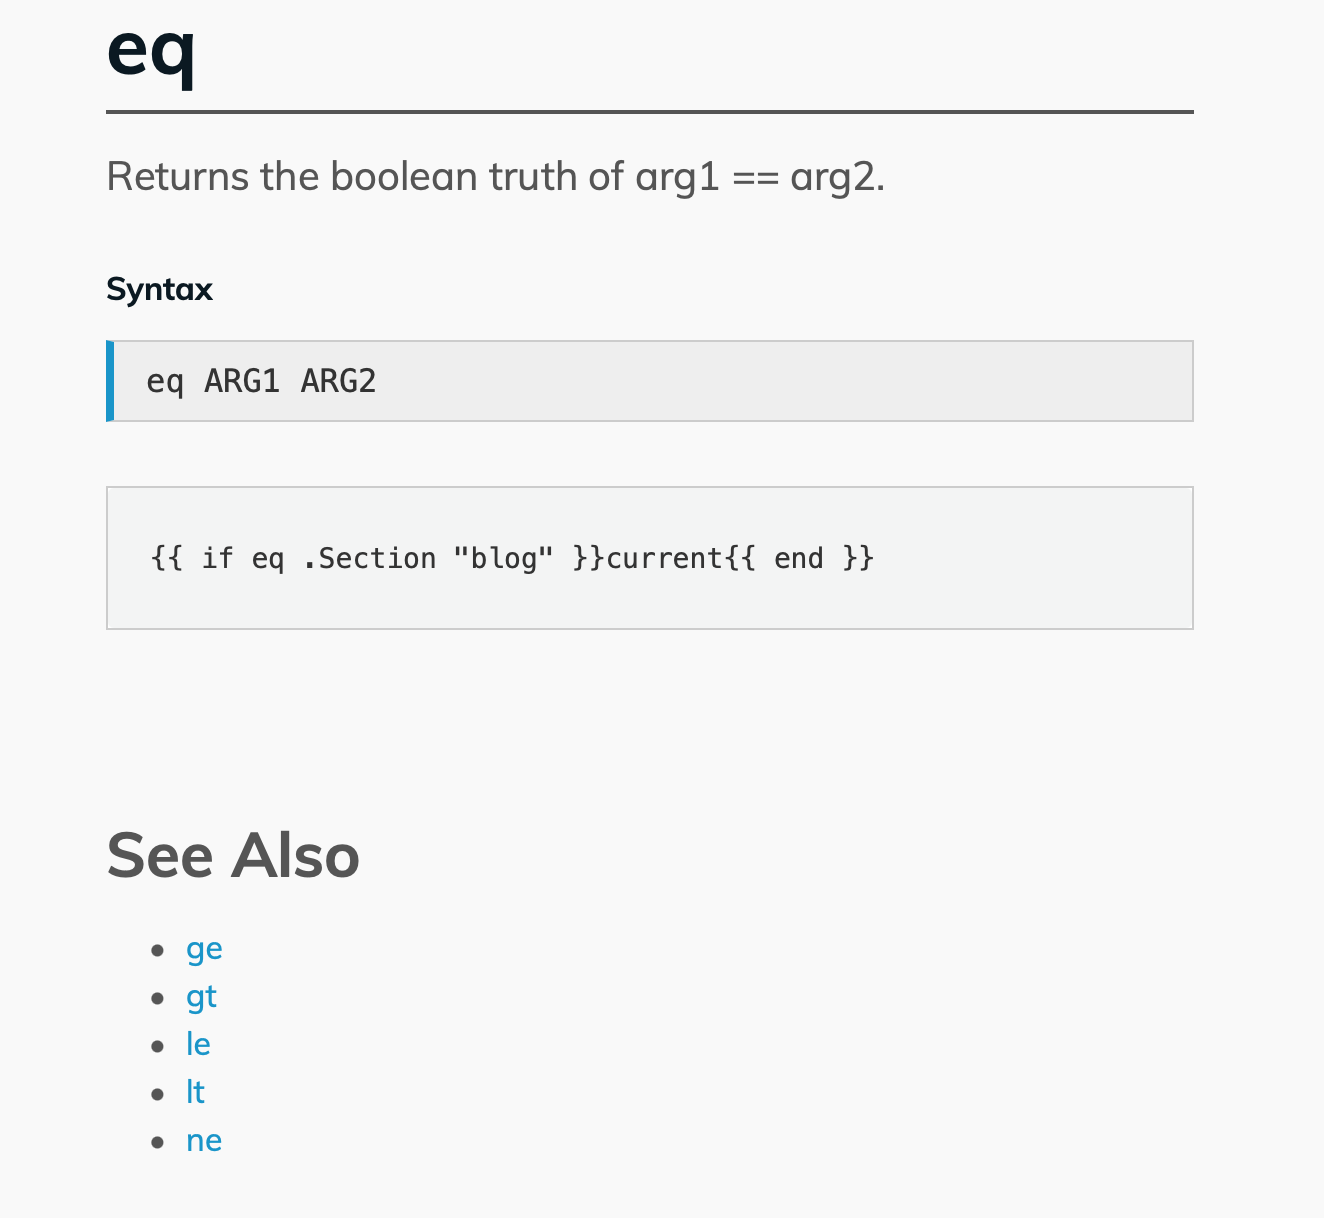 eq
Returns the boolean truth of arg1 == arg2.
Syntax
eq ARG1 ARG2
{{ if eq .Section "blog" }}current{{ end }}
See Also
ge
gt
le
lt
ne